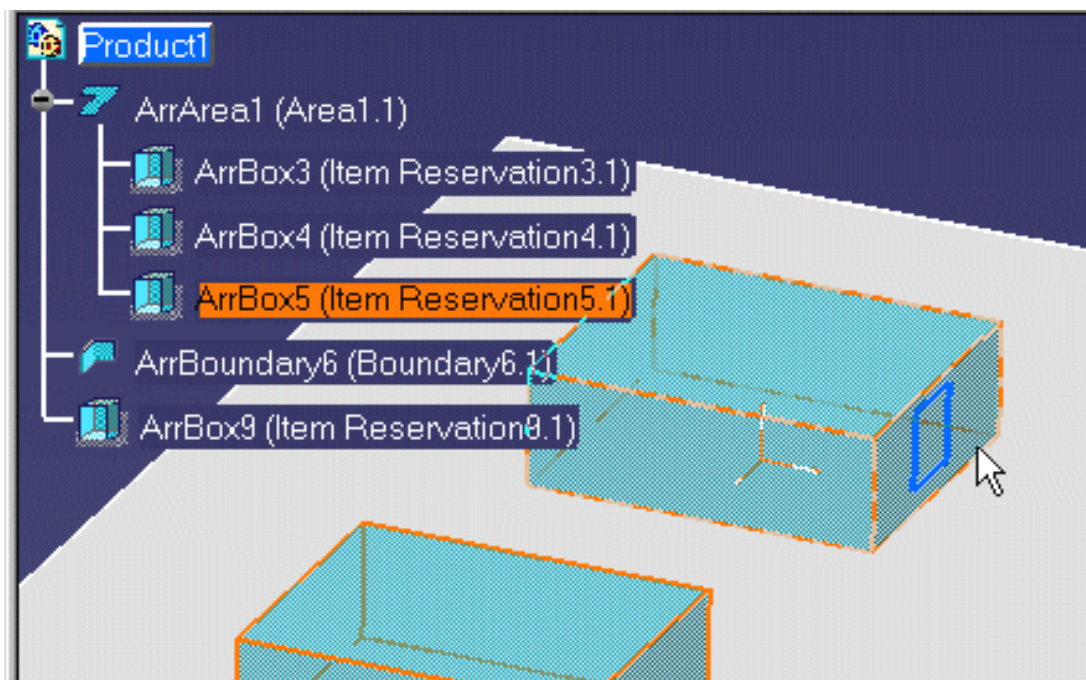 Product1
ArrArea1 (Area1.1)
ArrBox3 (Item Reservation3.1)
ArrBox4 (Item Reservation4.1)
ArrBox5 (Item Reservation5.1)
ArrBoundary6 (Boundary6.1)
ArrBox9 (Item Reservation9.1)